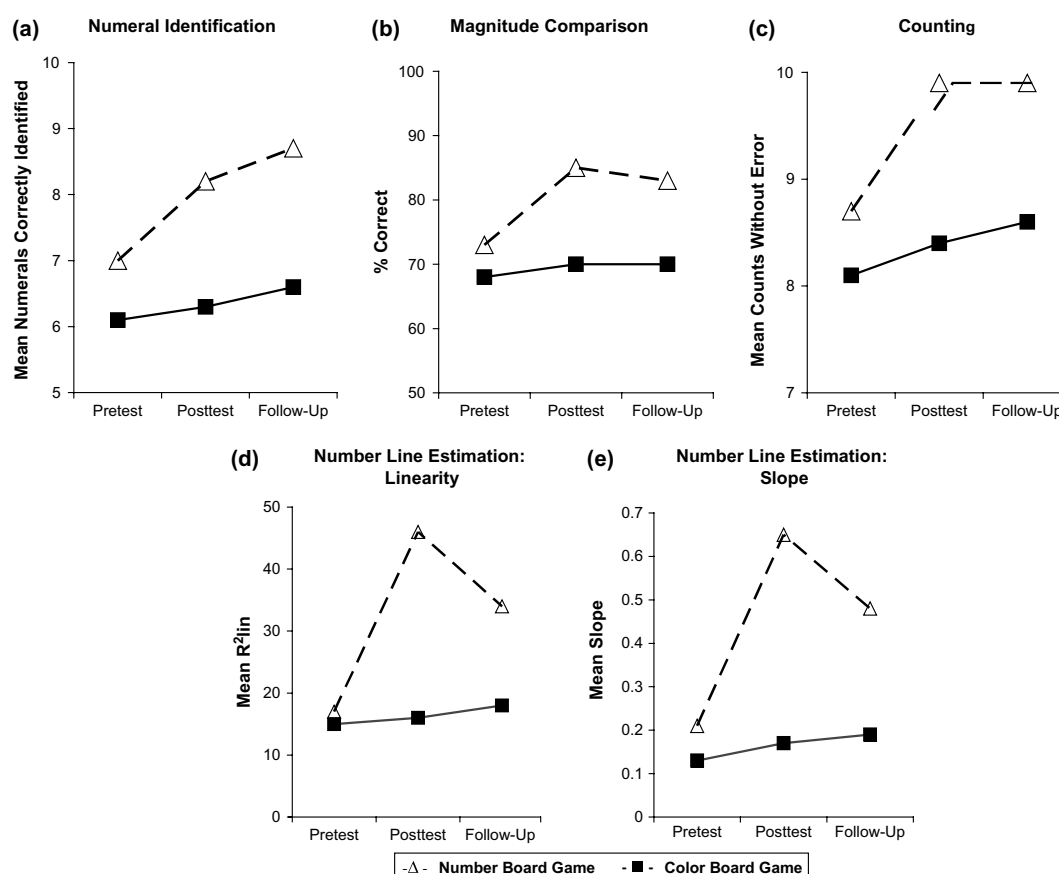 (a) Numeral Identification
Mean Numerals Correctly Identified
10
9
8
7
6
5
Pretest Posttest Follow-Up
(b) Magnitude Comparison
% Correct
100
90
80
70
60
50
Pretest Posttest Follow-Up
(c) Counting
Mean Counts Without Error
10
9
8
7
Pretest Posttest Follow-Up
(d) Number Line Estimation:
Linearity
Mean R²lin
50
40
30
20
10
0
Pretest Posttest Follow-Up
(e) Number Line Estimation:
Slope
Mean Slope
0.7
0.6
0.5
0.4
0.3
0.2
0.1
0
Pretest Posttest Follow-Up
Number Board Game Color Board Game